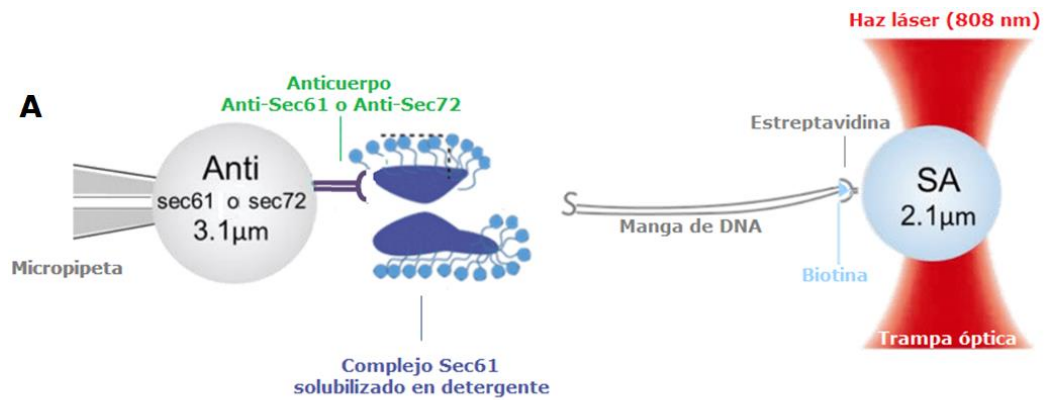 Haz láser (808 nm)
A
Anticuerpo
Anti-Sec61 o Anti-Sec72
Estreptavidina
Anti
sec61 o sec72
3.1µm
SA
2.1µm
Manga de DNA
Micropipeta
Biotina
Trampa óptica
Complejo Sec61
solubilizado en detergente